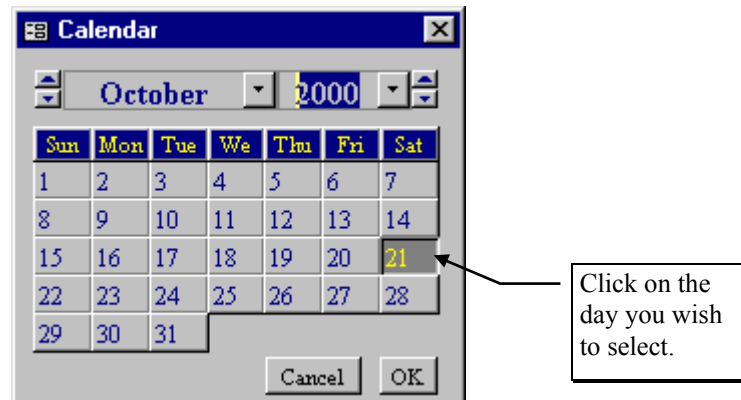 Calendar
October 2000
Sun Mon Tue We Thu Fri Sat
1 2 3 4 5 6 7
8 9 10 11 12 13 14
15 16 17 18 19 20 21
22 23 24 25 26 27 28
29 30 31
Cancel OK
Click on the
day you wish
to select.